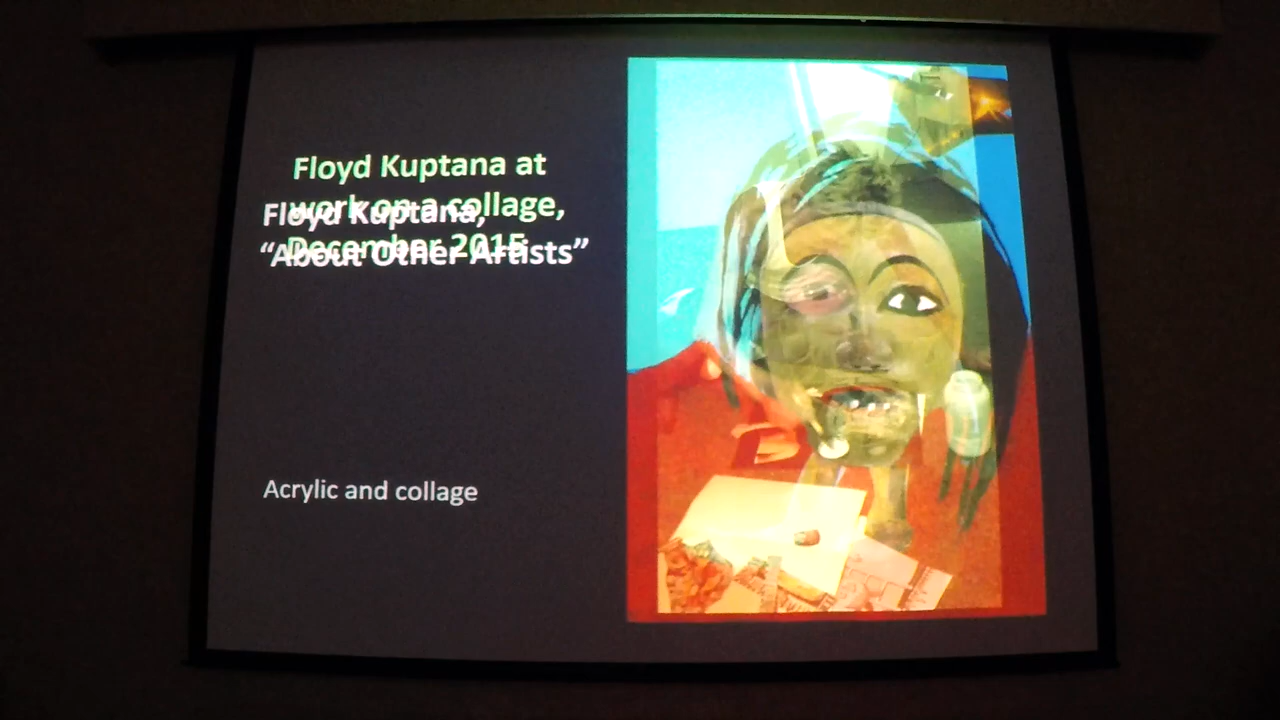 Floyd Kuptana at
work on a collage,
December 2015
Floyd Kuptana,
“About Other Artists”
Acrylic and collage